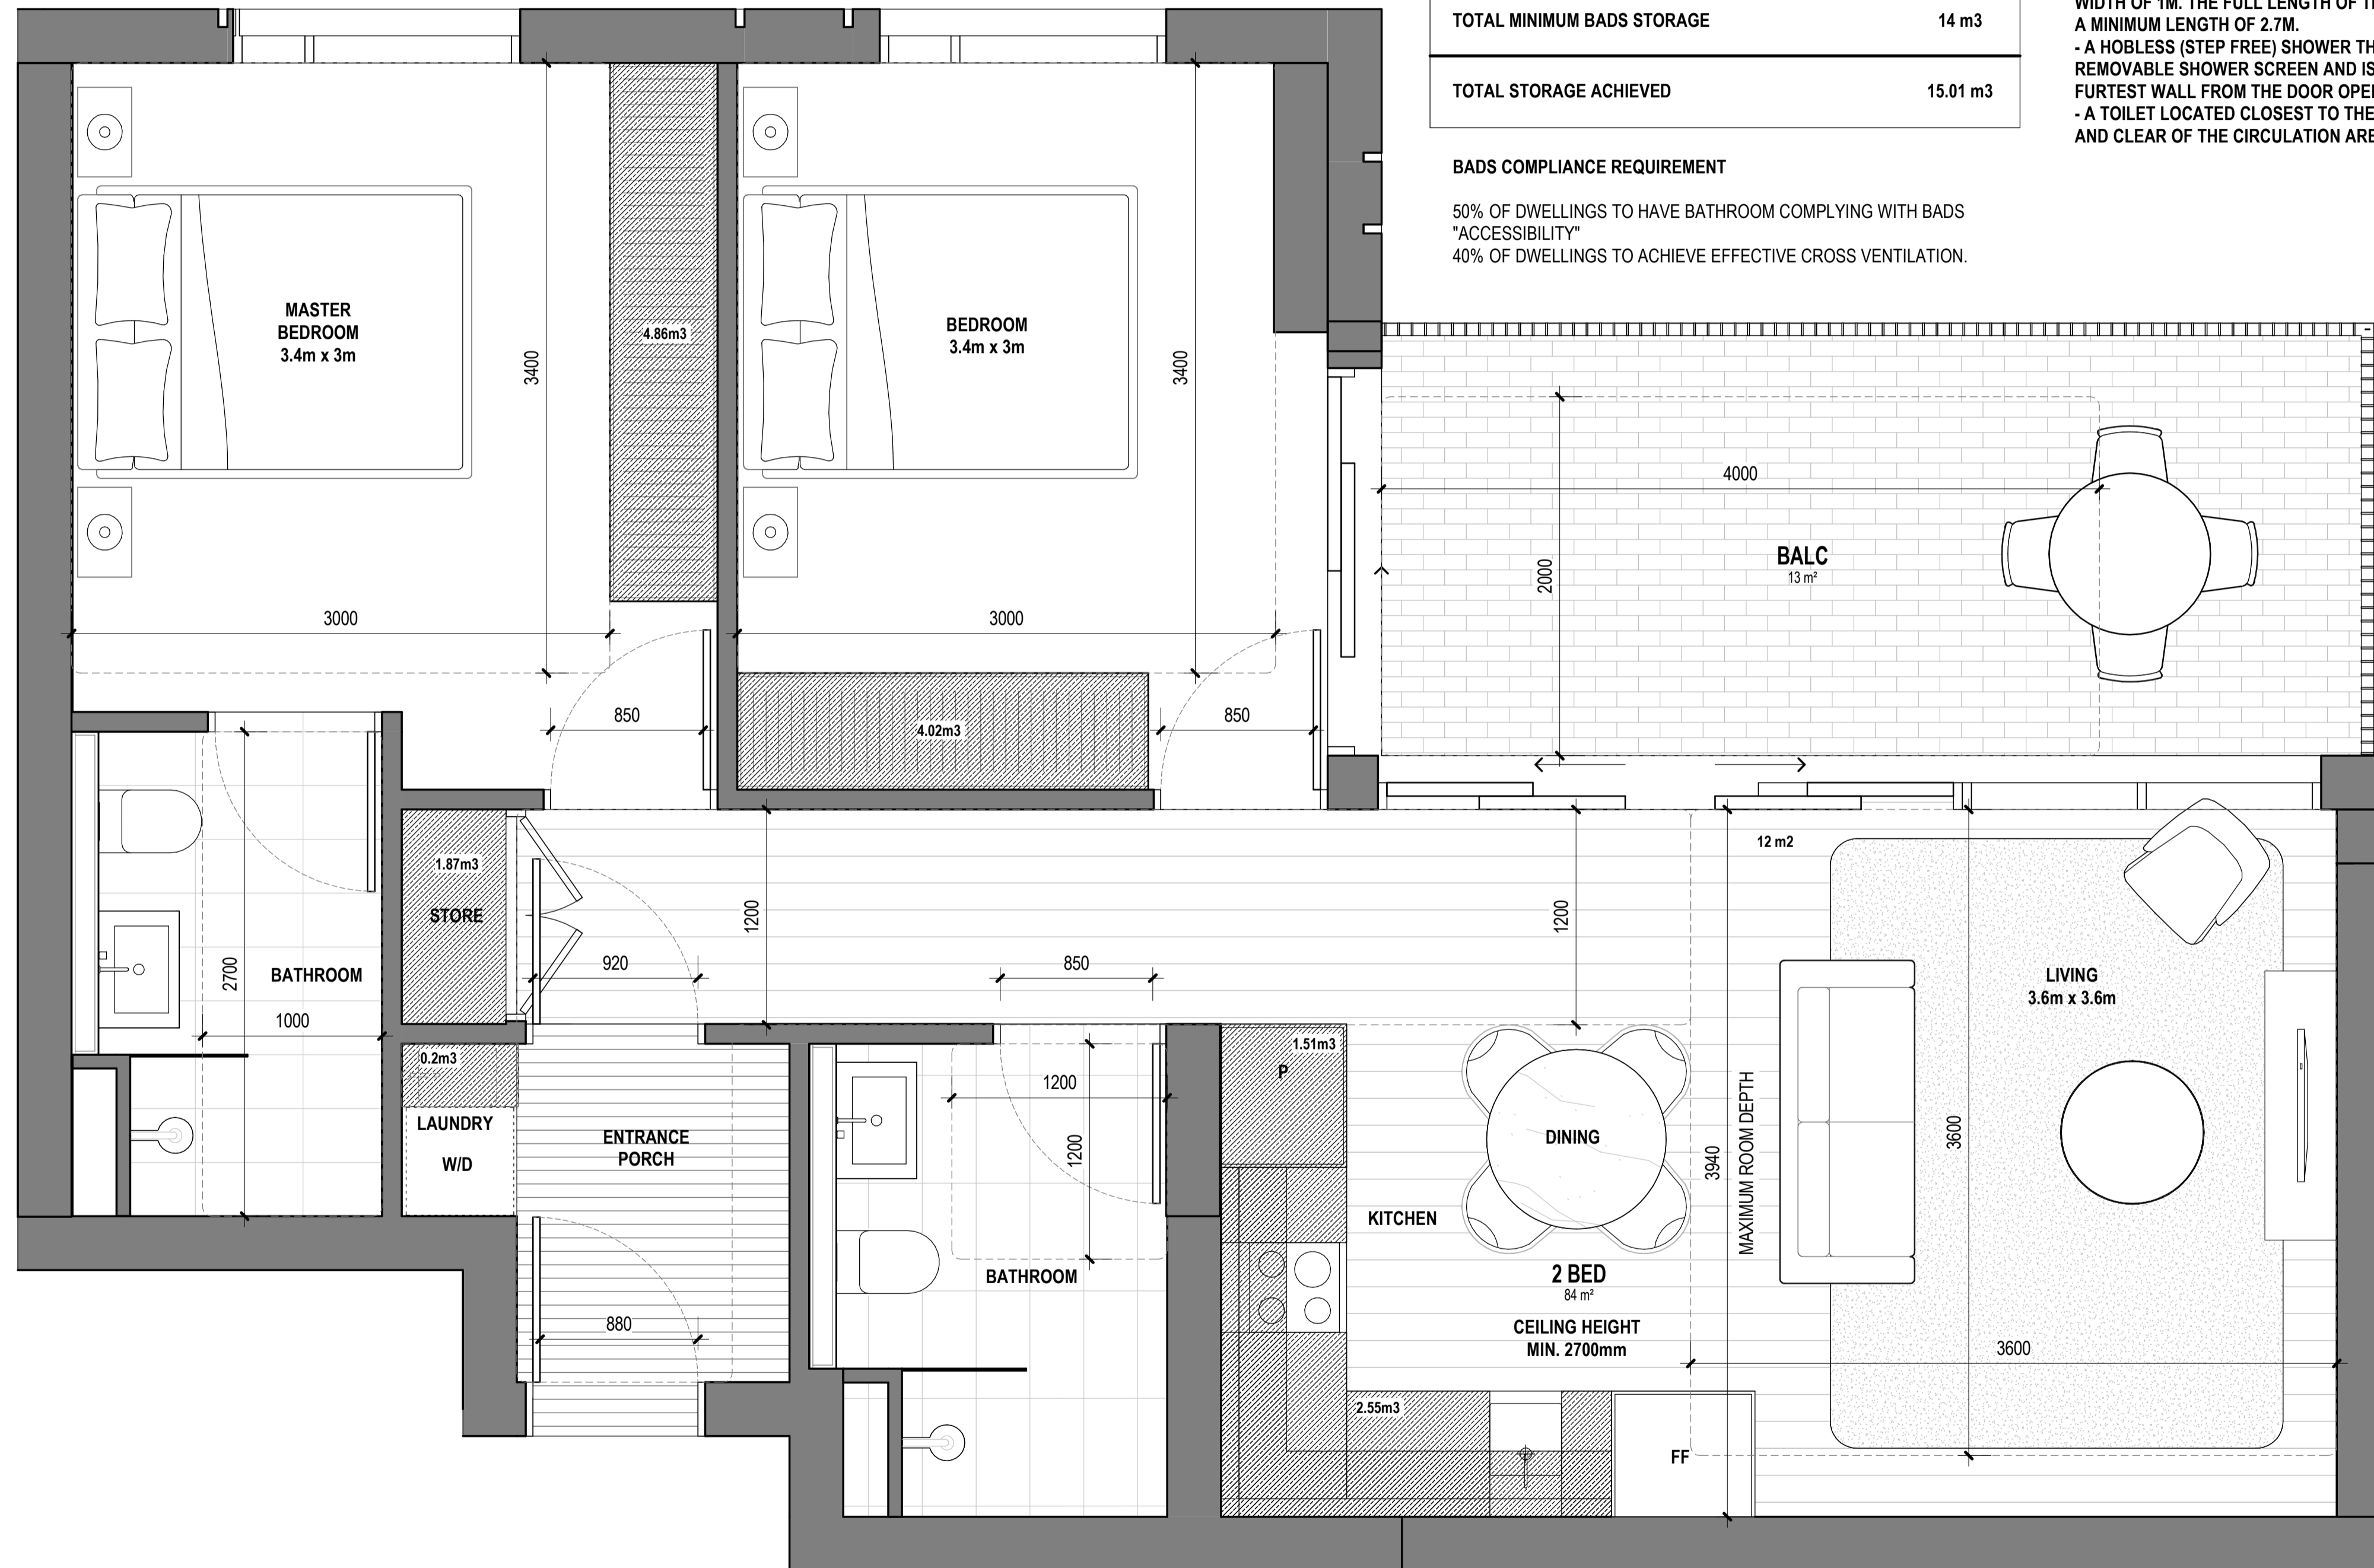 TOTAL MINIMUM BADS STORAGE 14 m3
TOTAL STORAGE ACHIEVED 15.01 m3
BADS COMPLIANCE REQUIREMENT
50% OF DWELLINGS TO HAVE BATHROOM COMPLYING WITH BADS
"ACCESSIBILITY"
40% OF DWELLINGS TO ACHIEVE EFFECTIVE CROSS VENTILATION.
WIDTH OF 1M. THE FULL LENGTH OF
A MINIMUM LENGTH OF 2.7M.
- A HOBLESS (STEP FREE) SHOWER
REMOVABLE SHOWER SCREEN AND IS
FURTEST WALL FROM THE DOOR
- A TOILET LOCATED CLOSEST TO THE
AND CLEAR OF THE CIRCULATION
MASTER
BEDROOM
3.4m x 3m
3400
4.86m3
3000
850
BEDROOM
3.4m x 3m
3400
3000
4.02m3
850
4000
2000
BALC
13 m²
1.87m3
STORE
2700
BATHROOM
1000
920
1200
850
1200
12 m2
LIVING
3.6m x 3.6m
0.2m3
LAUNDRY
W/D
ENTRANCE
PORCH
880
1200
1200
BATHROOM
1.51m3
P
DINING
KITCHEN
2 BED
84 m²
CEILING HEIGHT
MIN. 2700mm
3940
MAXIMUM ROOM DEPTH
3600
3600
2.55m3
FF